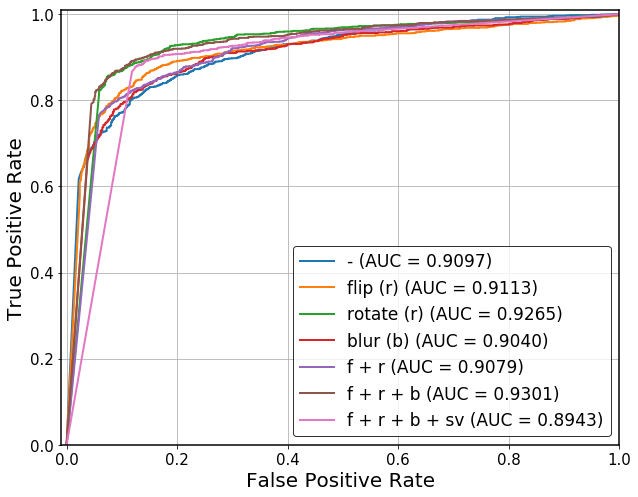 True Positive Rate
1.0
0.8
0.6
0.4
0.2
0.0
- (AUC = 0.9097)
flip (r) (AUC = 0.9113)
rotate (r) (AUC = 0.9265)
blur (b) (AUC = 0.9040)
f + r (AUC = 0.9079)
f + r + b (AUC = 0.9301)
f + r + b + sv (AUC = 0.8943)
0.0 0.2 0.4 0.6 0.8 1.0
False Positive Rate